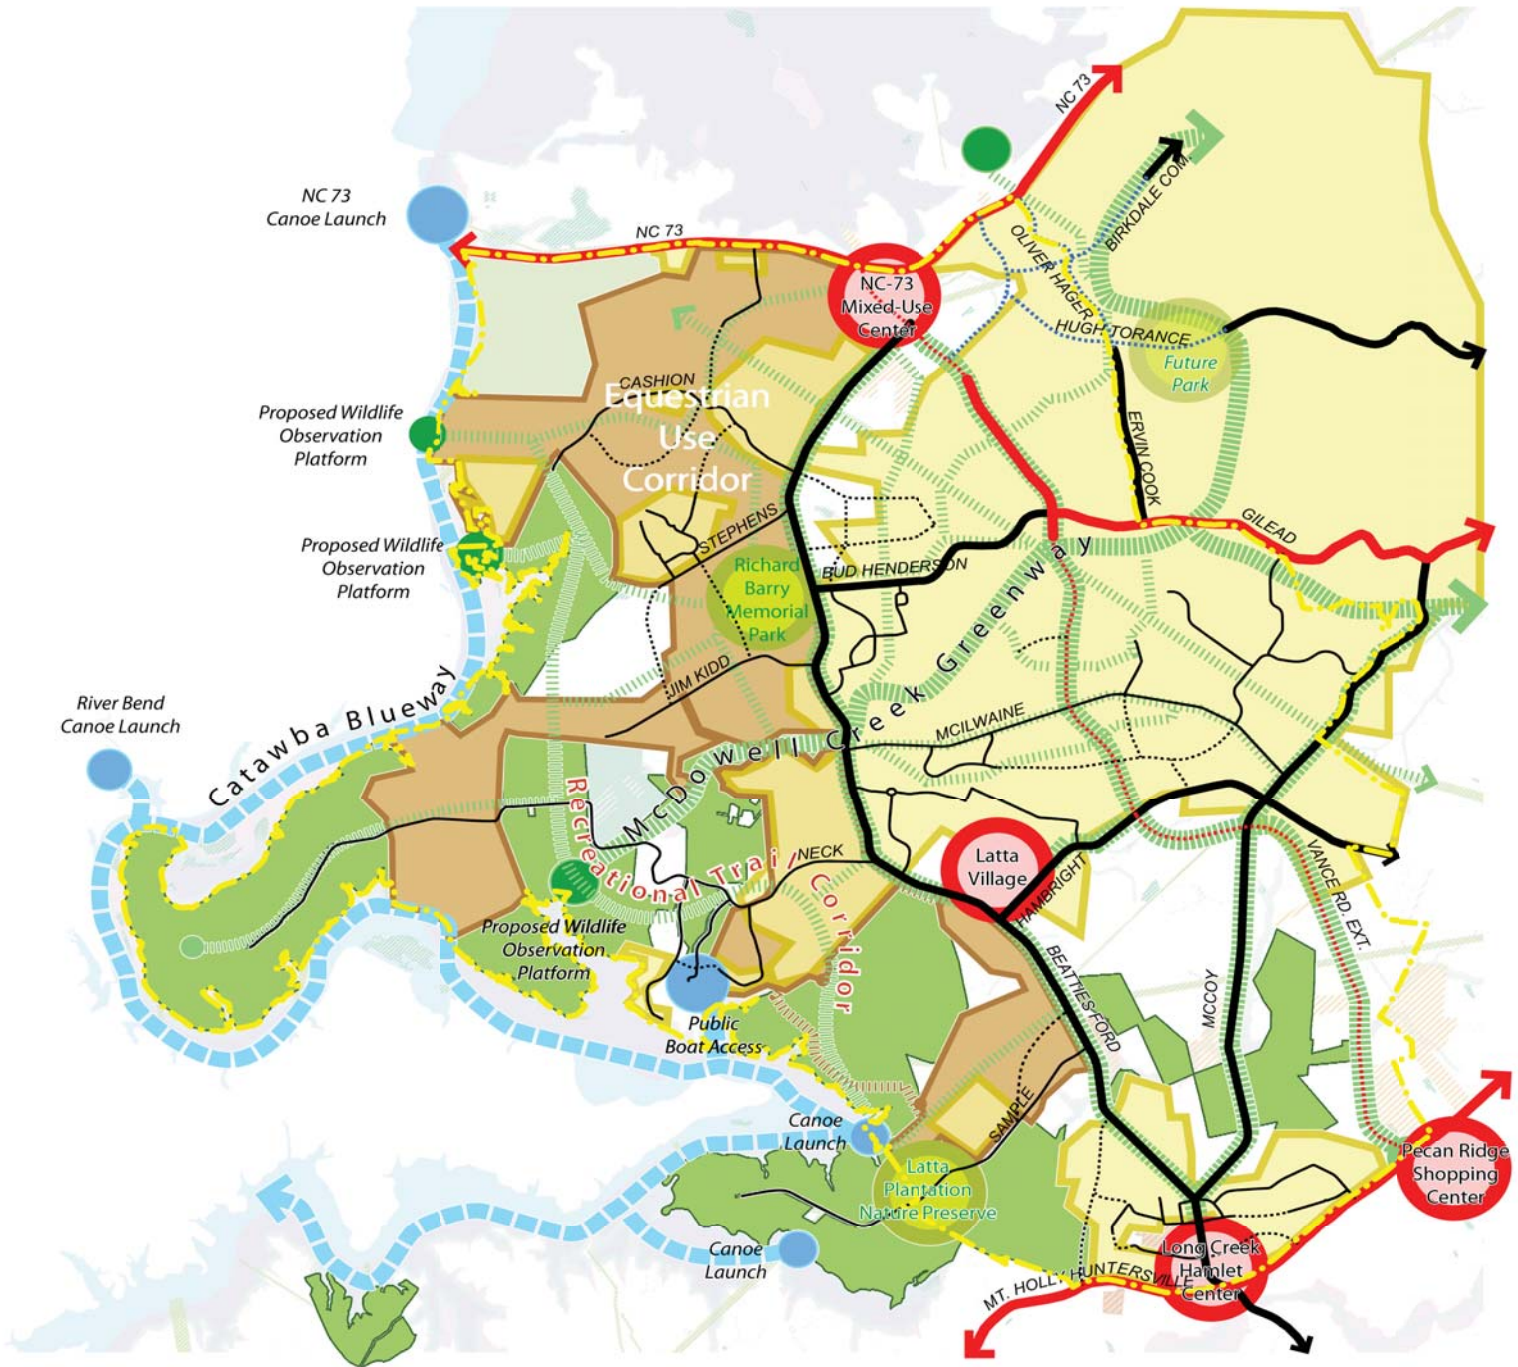 NC 73
NC 73
Canoe Launch
NC 73
BIRKDALE COM.
OLIVER HAGER
NC-73
Mixed-Use
Center
HUGH TORANCE
Future
Park
CASHION
Equestrian
Use
Corridor
Proposed Wildlife
Observation
Platform
ERVIN COOK
GILEAD
STEPHENS
Proposed Wildlife
Observation
Platform
Richard
Barry
Memorial
Park
BUD HENDERSON
JIM KIDD
McDowell Creek Greenway
MCILWAINE
River Bend
Canoe Launch
Catawba Blueway
Recreational Trail Corridor
NECK
Latta
Village
HAMBRIGHT
VANCE RD. EXT.
Proposed Wildlife
Observation
Platform
BEATTIES FORD
MCCOY
Public
Boat Access
SAMPLE
Canoe
Launch
Latta
Plantation
Nature Preserve
Pecan Ridge
Shopping
Center
Canoe
Launch
Long Creek
Hamlet
Center
MT. HOLLY HUNTERSVILLE